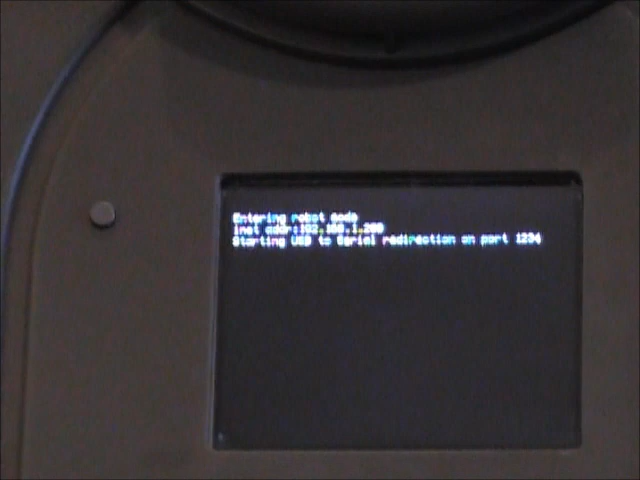 Entering robot mode
inet addr:192.168.1.200
Starting USB to Serial redirection on port 1234